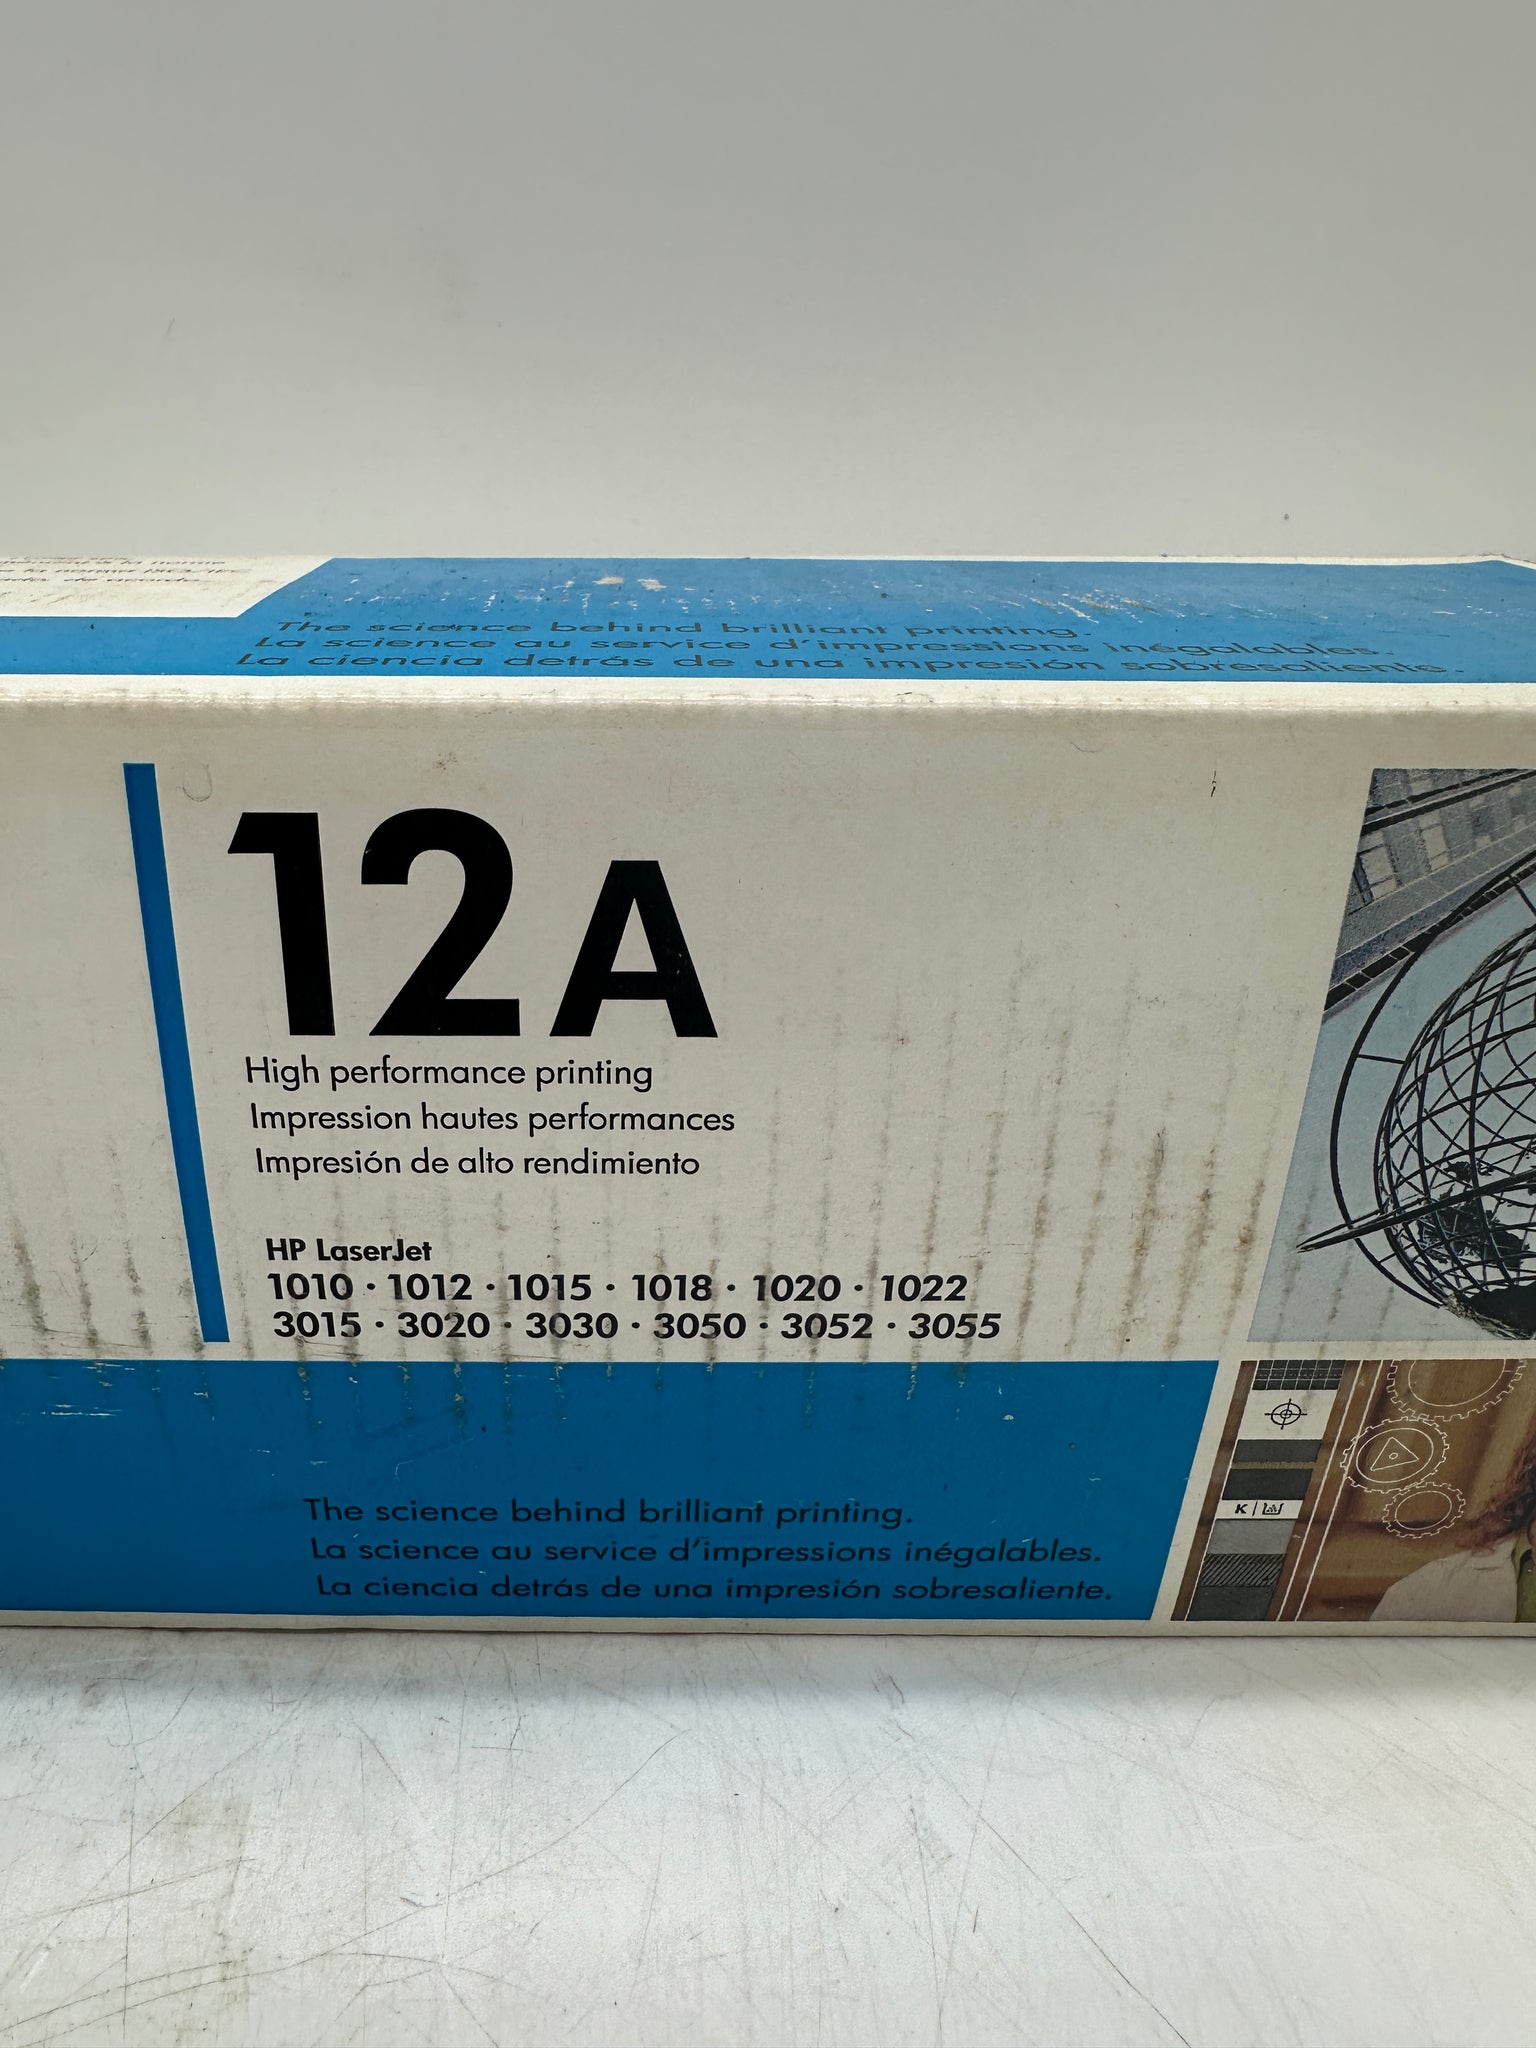 The science behind brilliant printing.
La science au service d'impressions inégalables.
La ciencia detrás de una impresión sobresaliente.
12A
High performance printing
Impression hautes performances
Impresión de alto rendimiento
HP LaserJet
1010 · 1012 · 1015 · 1018 · 1020 · 1022
3015 · 3020 · 3030 · 3050 · 3052 · 3055
K
The science behind brilliant printing.
La science au service d'impressions inégalables.
La ciencia detrás de una impresión sobresaliente.